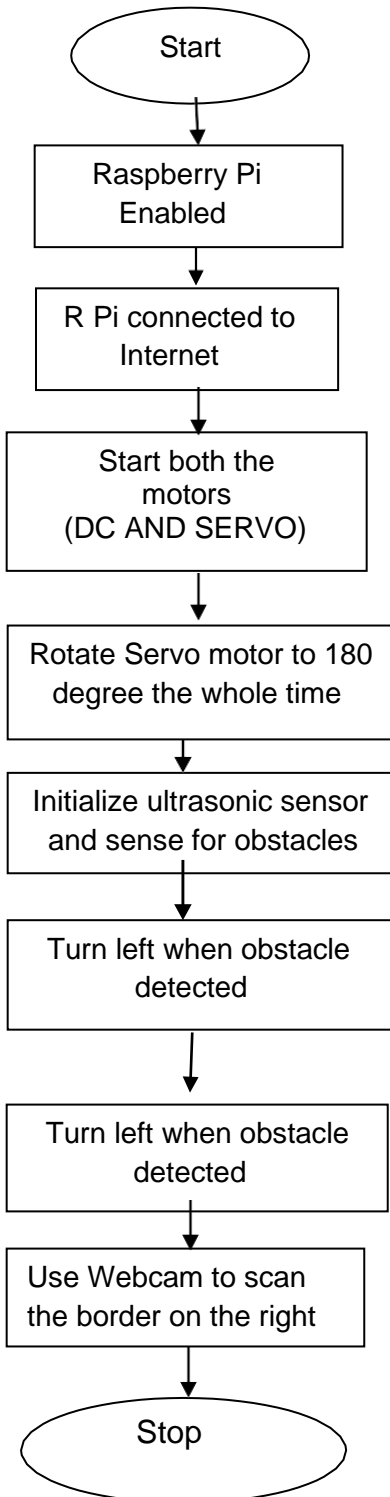 Start
Raspberry Pi
Enabled
R Pi connected to
Internet
Start both the
motors
(DC AND SERVO)
Rotate Servo motor to 180
degree the whole time
Initialize ultrasonic sensor
and sense for obstacles
Turn left when obstacle
detected
Turn left when obstacle
detected
Use Webcam to scan
the border on the right
Stop